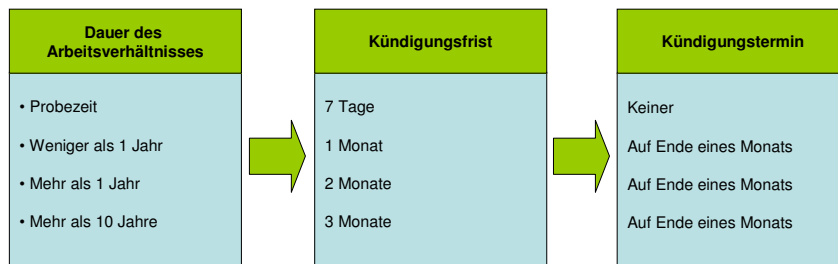 Dauer des
Arbeitsverhältnisses
• Probezeit
• Weniger als 1 Jahr
• Mehr als 1 Jahr
• Mehr als 10 Jahre
Kündigungsfrist
7 Tage
1 Monat
2 Monate
3 Monate
Kündigungstermin
Keiner
Auf Ende eines Monats
Auf Ende eines Monats
Auf Ende eines Monats